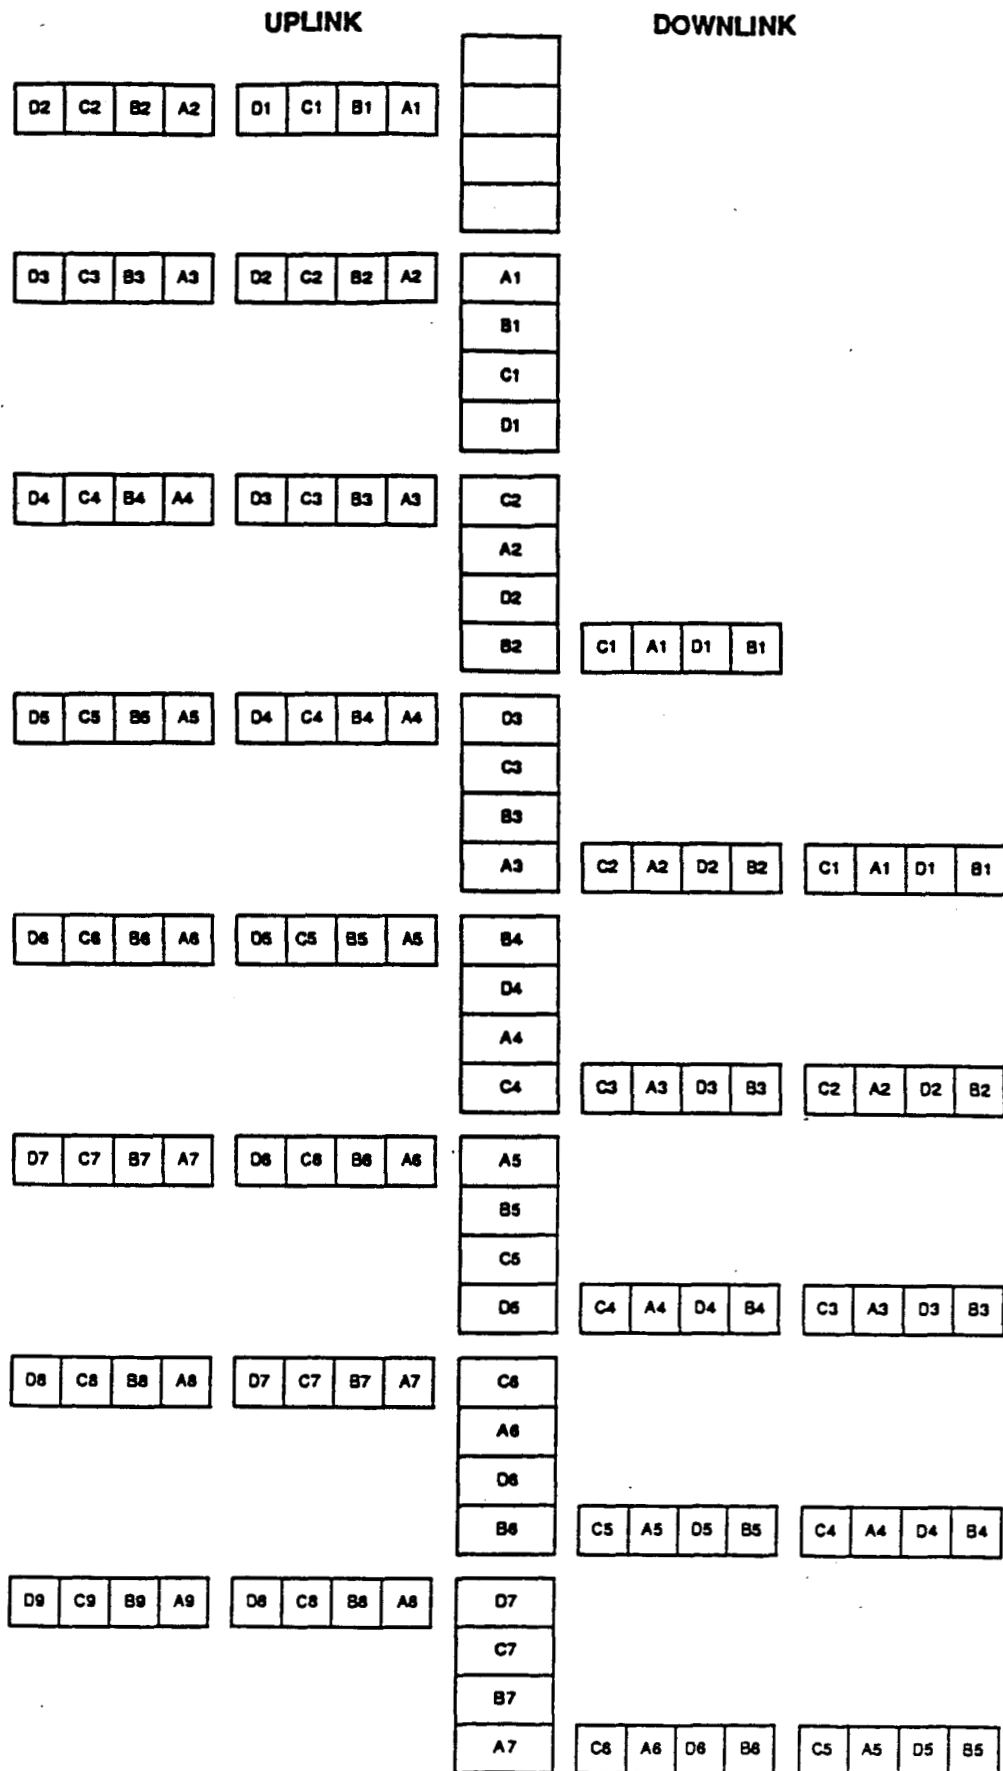 UPLINK DOWNLINK
D2 C2 B2 A2 D1 C1 B1 A1
D3 C3 B3 A3 D2 C2 B2 A2 A1
B1
C1
D1
D4 C4 B4 A4 D3 C3 B3 A3 C2
A2
D2
B2 C1 A1 D1 B1
D5 C5 B5 A5 D4 C4 B4 A4 D3
C3
B3
A3 C2 A2 D2 B2 C1 A1 D1 B1
D6 C6 B6 A6 D5 C5 B5 A5 B4
D4
A4
C4 C3 A3 D3 B3 C2 A2 D2 B2
D7 C7 B7 A7 D6 C6 B6 A6 A5
B5
C5
D5 C4 A4 D4 B4 C3 A3 D3 B3
D8 C8 B8 A8 D7 C7 B7 A7 C6
A6
D6
B6 C5 A5 D5 B5 C4 A4 D4 B4
D9 C9 B9 A9 D8 C8 B8 A8 D7
C7
B7
A7 C6 A6 D6 B6 C5 A5 D5 B5